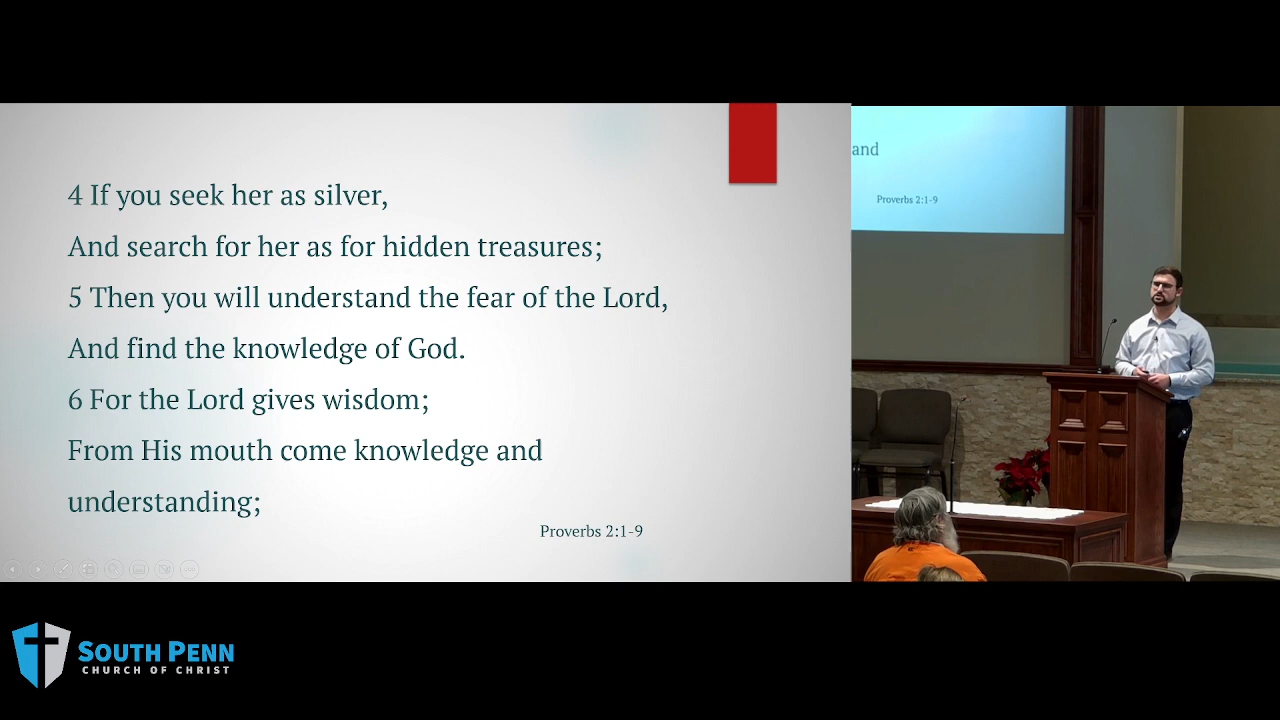 4 If you seek her as silver,
And search for her as for hidden treasures;
5 Then you will understand the fear of the Lord,
And find the knowledge of God.
6 For the Lord gives wisdom;
From His mouth come knowledge and
understanding;
Proverbs 2:1-9
and
Proverbs 2:1-9
SOUTH PENN
CHURCH OF CHRIST